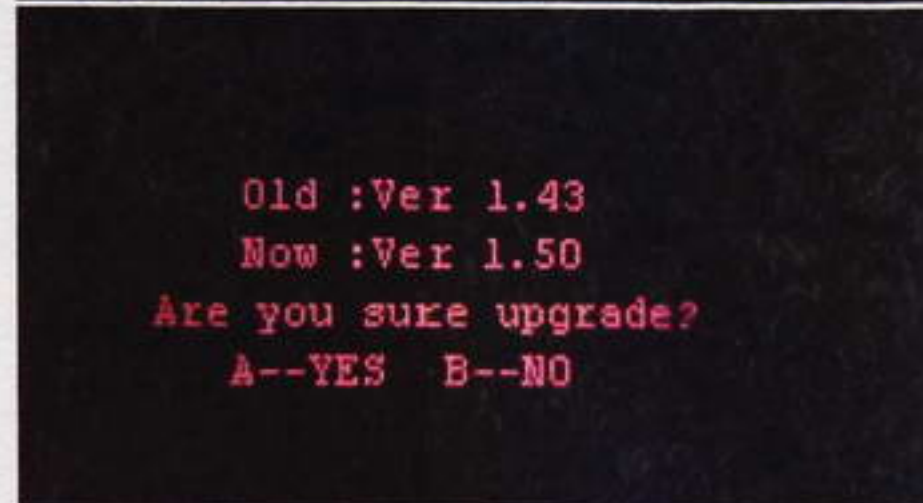 Old :Ver 1.43
Now :Ver 1.50
Are you sure upgrade?
A--YES B--NO